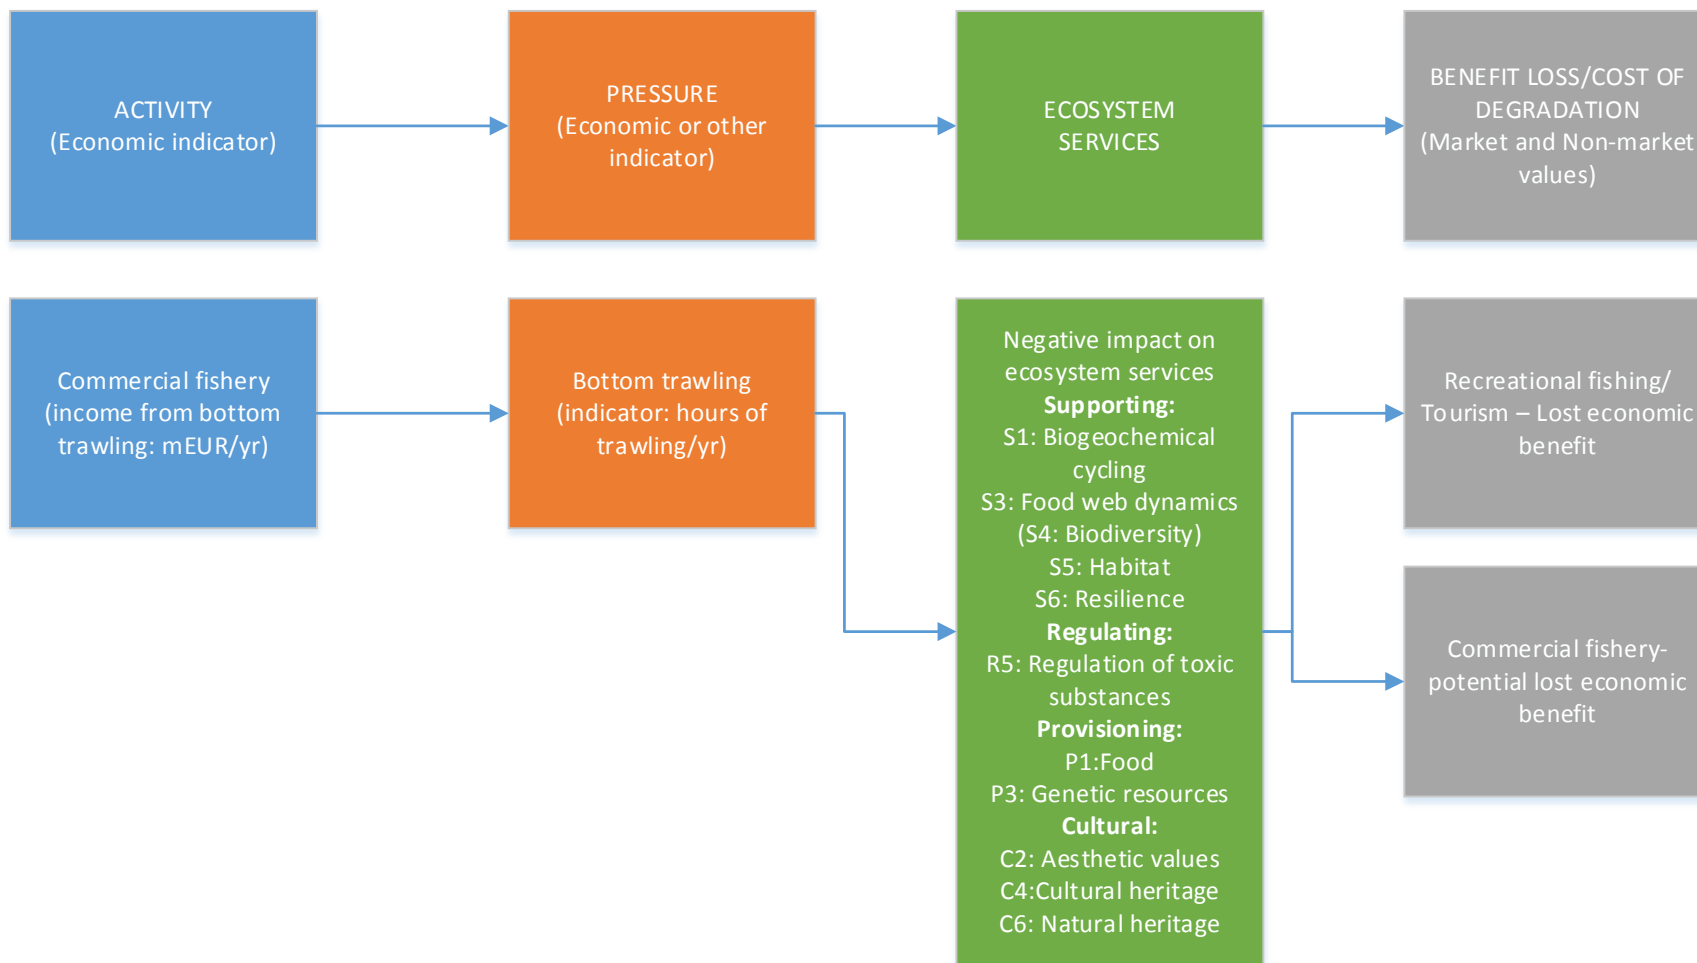 ACTIVITY
(Economic indicator)
PRESSURE
(Economic or other
indicator)
ECOSYSTEM
SERVICES
BENEFIT LOSS/COST OF
DEGRADATION
(Market and Non-market
values)
Commercial fishery
(income from bottom
trawling: mEUR/yr)
Bottom trawling
(indicator: hours of
trawling/yr)
Negative impact on
ecosystem services
Supporting:
S1: Biogeochemical
cycling
S3: Food web dynamics
(S4: Biodiversity)
S5: Habitat
S6: Resilience
Regulating:
R5: Regulation of toxic
substances
Provisioning:
P1:Food
P3: Genetic resources
Cultural:
C2: Aesthetic values
C4:Cultural heritage
C6: Natural heritage
Recreational fishing/
Tourism – Lost economic
benefit
Commercial fishery-
potential lost economic
benefit